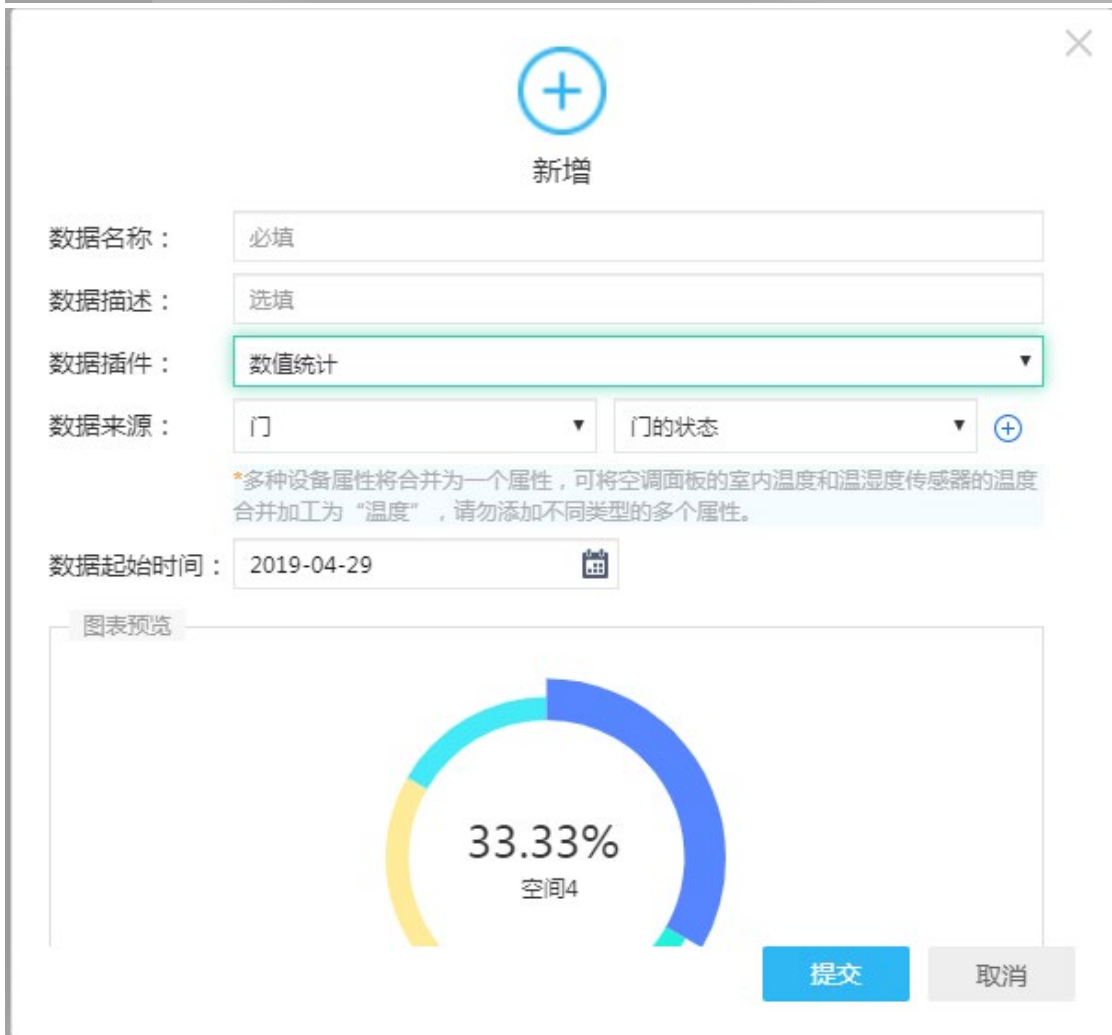 新增
数据名称：
必填
数据描述：
选填
数据插件：
数值统计
数据来源：
门
门的状态
*多种设备属性将合并为一个属性，可将空调面板的室内温度和温湿度传感器的温度
合并加工为“温度”，请勿添加不同类型的多个属性。
数据起始时间：
2019-04-29
图表预览
33.33%
空间4
提交
取消